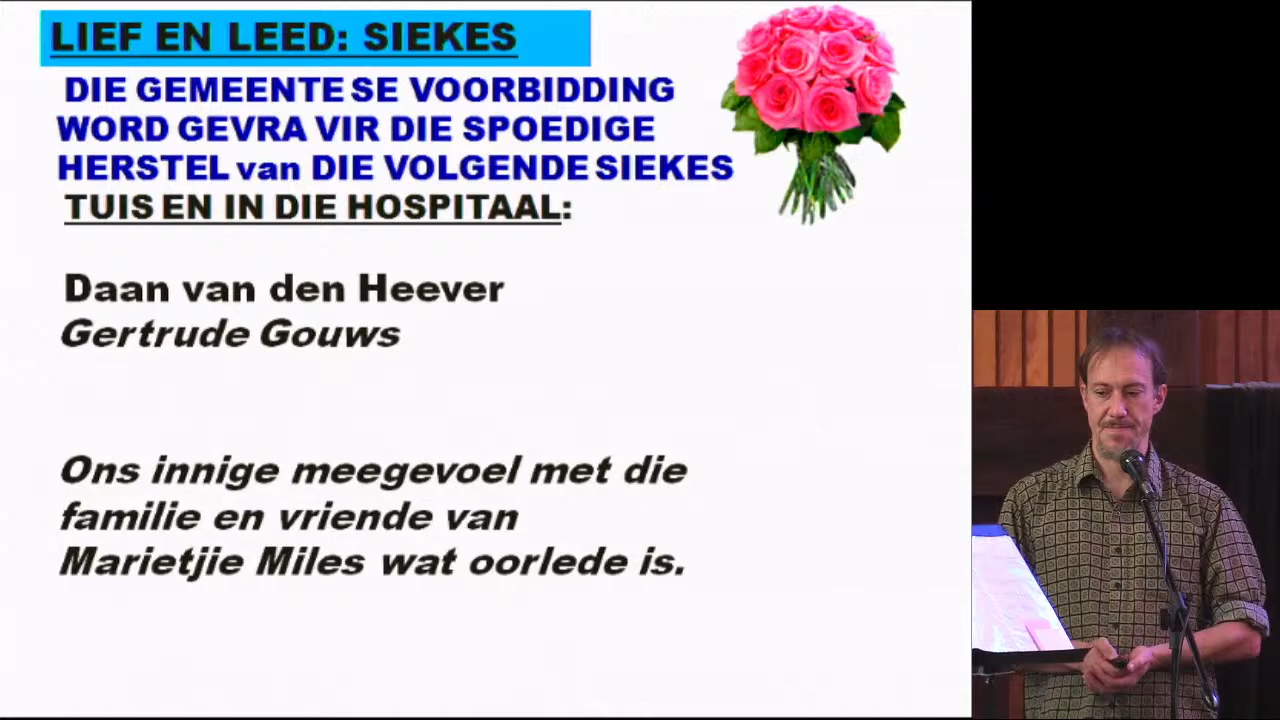 LIEF EN LEED: SIEKES
DIE GEMEENTE SE VOORBIDDING
WORD GEVRA VIR DIE SPOEDIGE
HERSTEL van DIE VOLGENDE SIEKES
TUIS EN IN DIE HOSPITAAL:
Daan van den Heever
Gertrude Gouws
Ons innige meegevoel met die
familie en vriende van
Marietjie Miles wat oorlede is.